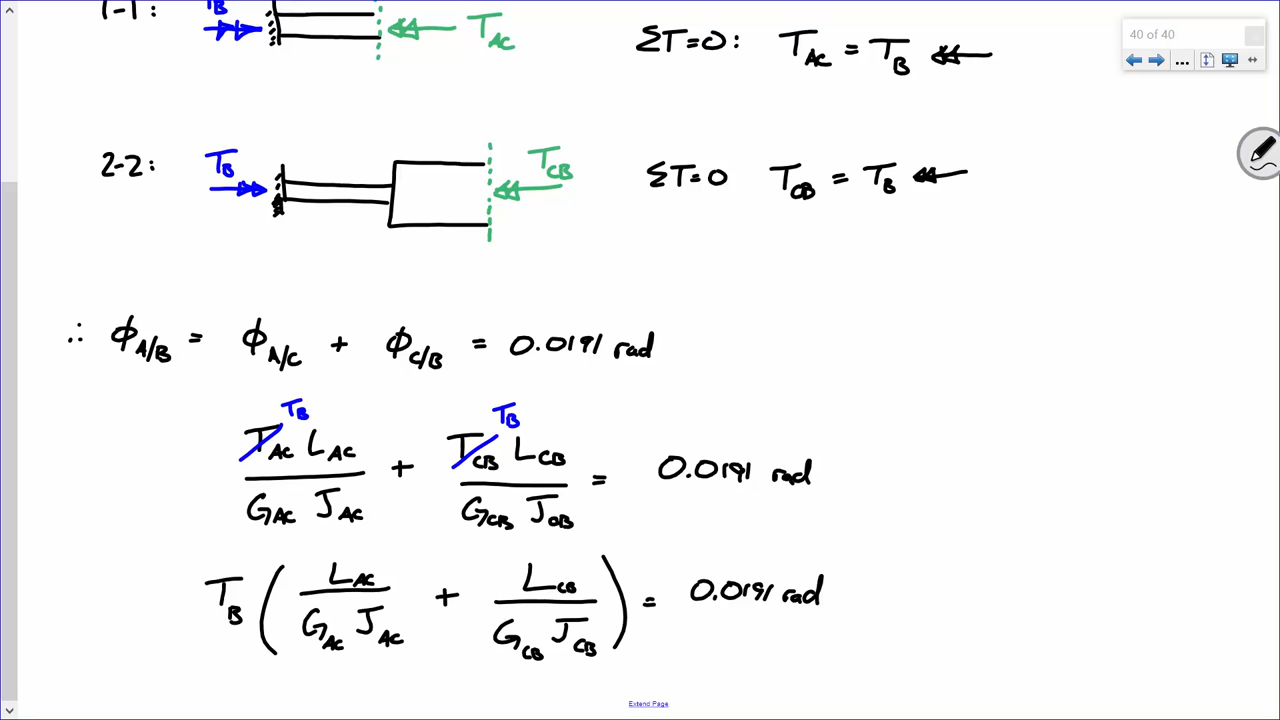 1-1: T_B T_AC ΣT=0: T_AC = T_B
40 of 40
...
2-2: T_B T_CB ΣT=0 T_CB = T_B
∴ ϕ_A/B = ϕ_A/C + ϕ_C/B = 0.0191 rad
T_B T_B
T_AC L_AC + T_CB L_CB = 0.0191 rad
G_AC J_AC G_CB J_CB
T_B ( L_AC + L_CB ) = 0.0191 rad
G_AC J_AC G_CB J_CB
Extend Page